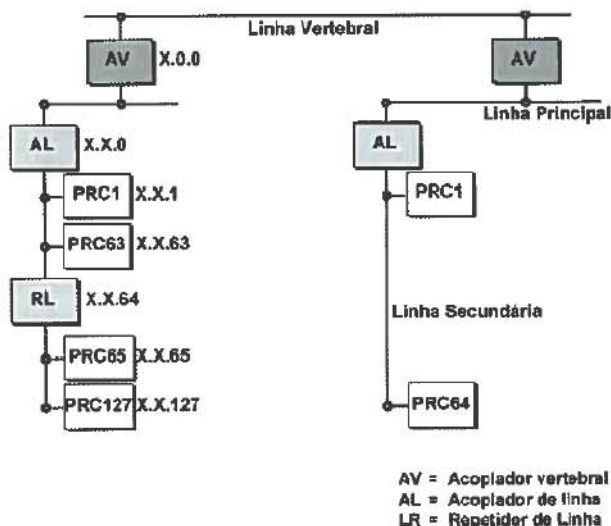 Linha Vertebral
AV X.0.0
AV
Linha Principal
AL X.X.0
AL
PRC1 X.X.1
PRC1
PRC63 X.X.63
RL X.X.64
Linha Secundária
PRC65 X.X.65
PRC127 X.X.127
PRC64
AV = Acoplador vertebral
AL = Acoplador de linha
LR = Repetidor de Linha